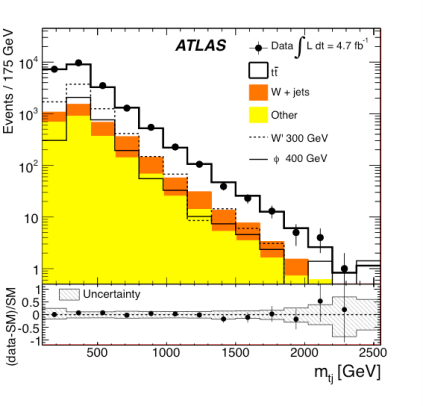 ATLAS
Data ∫ L dt = 4.7 fb⁻¹
tt̄
W + jets
Other
W' 300 GeV
ϕ 400 GeV
Events / 175 GeV
10⁴
10³
10²
10
1
Uncertainty
(data-SM)/SM
1
0.5
0
-0.5
-1
500 1000 1500 2000 2500
m_tj [GeV]